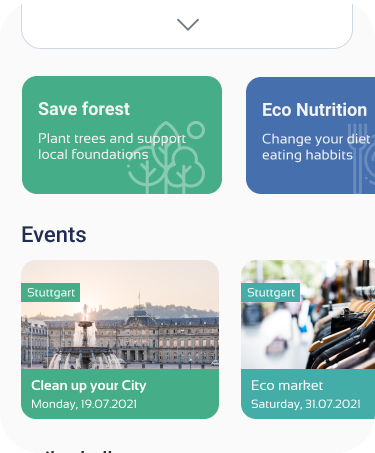 Save forest
Plant trees and support
local foundations
Eco Nutrition
Change your diet
eating habbits
Events
Stuttgart
Clean up your City
Monday, 19.07.2021
Stuttgart
Eco market
Saturday, 31.07.2021